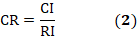 CR = CI / RI (2)